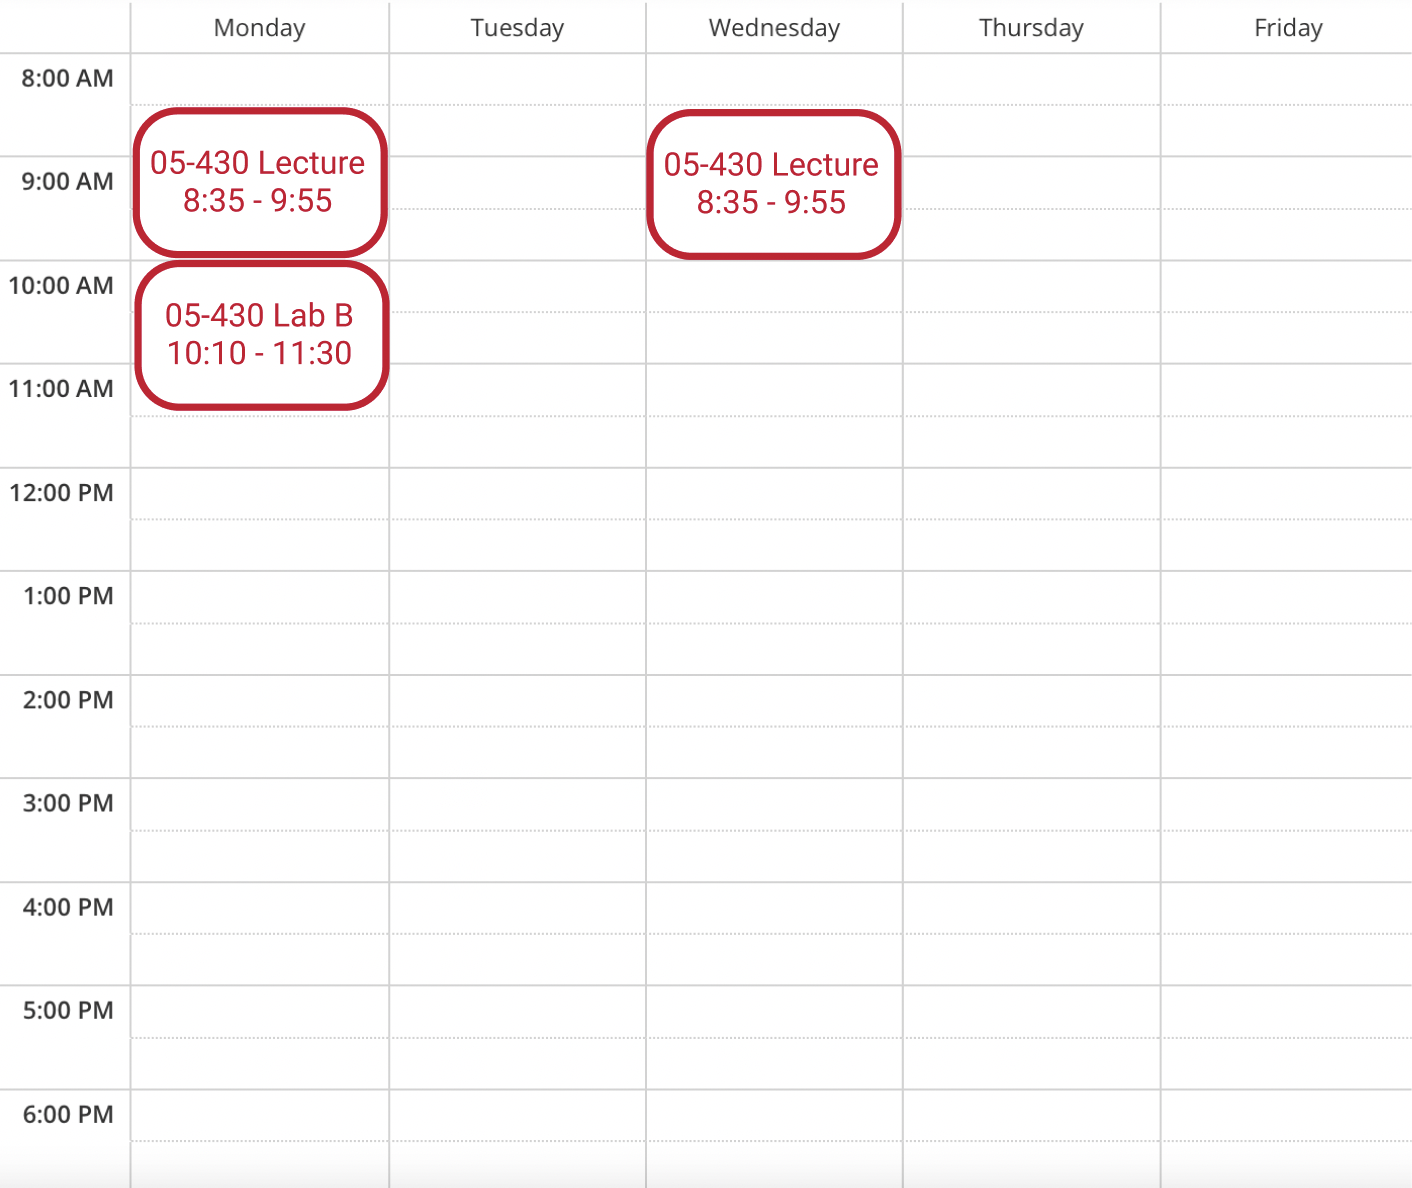 Monday Tuesday Wednesday Thursday Friday
8:00 AM
05-430 Lecture
8:35 - 9:55
05-430 Lecture
8:35 - 9:55
9:00 AM
10:00 AM
05-430 Lab B
10:10 - 11:30
11:00 AM
12:00 PM
1:00 PM
2:00 PM
3:00 PM
4:00 PM
5:00 PM
6:00 PM